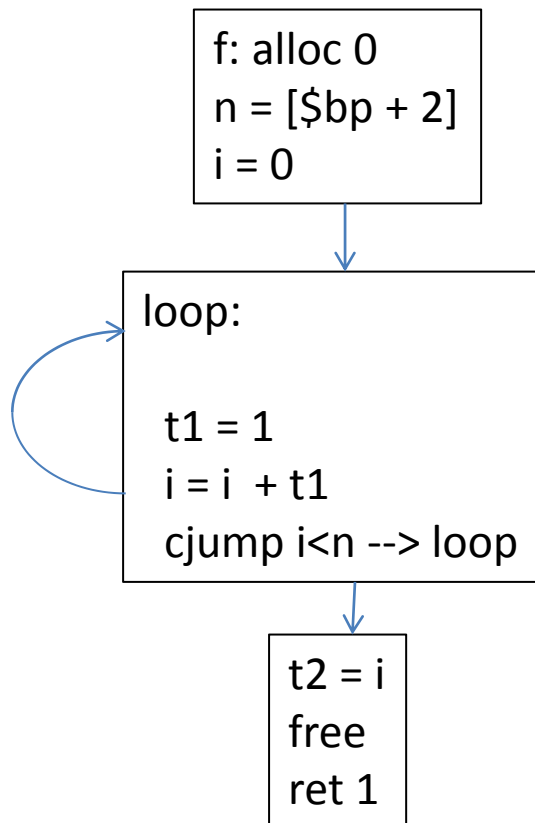 f: alloc 0
n = [$bp + 2]
i = 0
loop:
t1 = 1
i = i + t1
cjump i<n --> loop
t2 = i
free
ret 1